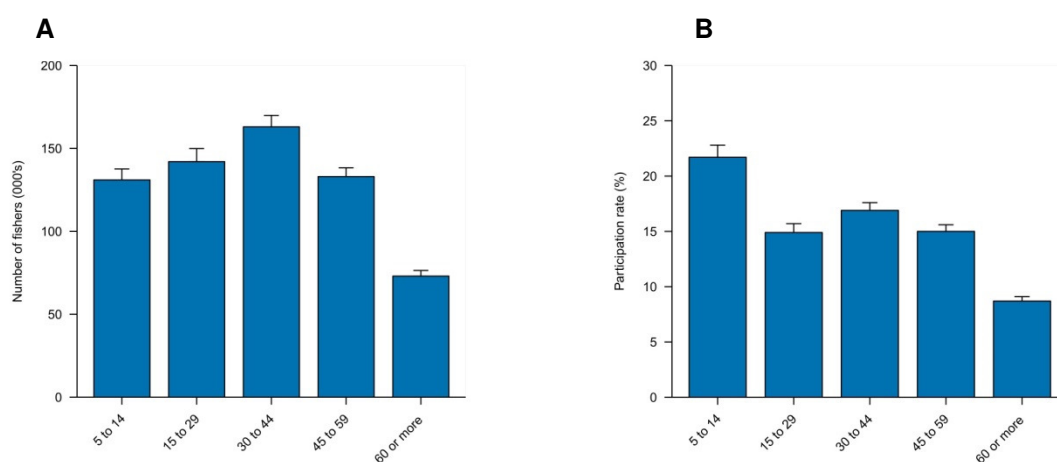 A
Number of fishers (000's)
200
150
100
50
0
5 to 14
15 to 29
30 to 44
45 to 59
60 or more
B
Participation rate (%)
30
25
20
15
10
5
0
5 to 14
15 to 29
30 to 44
45 to 59
60 or more